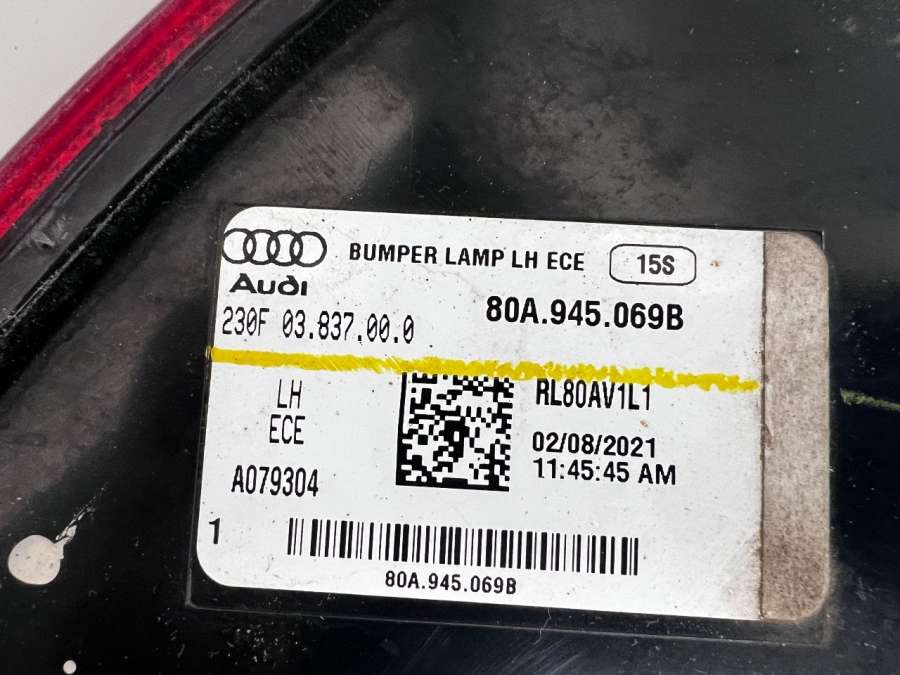 BUMPER LAMP LH ECE 15S
Audi
80A.945.069B
230F 03.837.00.0
LH
ECE
RL80AV1L1
02/08/2021
11:45:45 AM
A079304
1
80A.945.069B